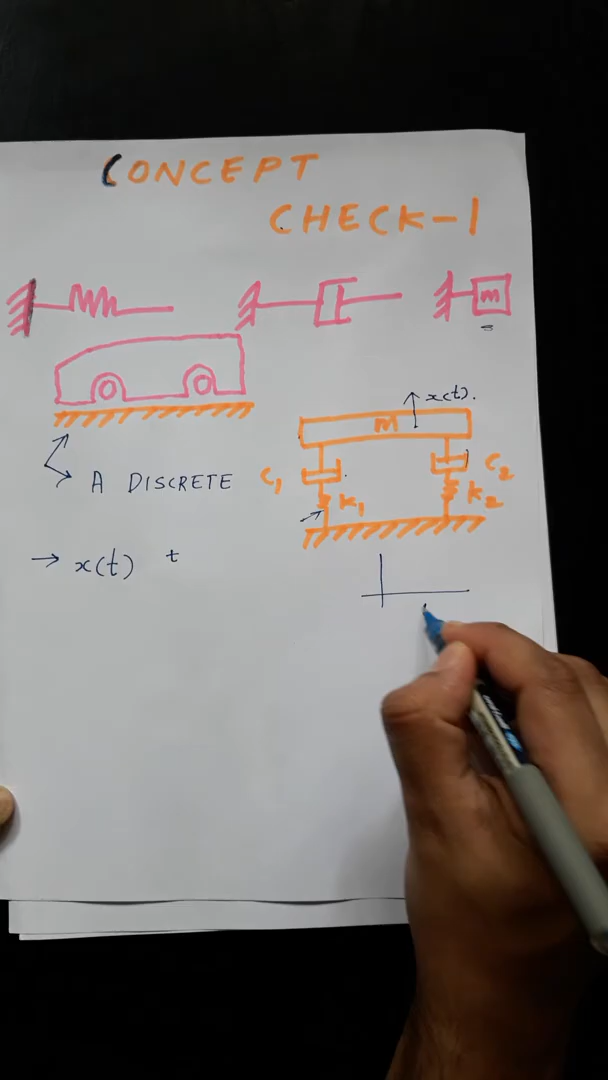 CONCEPT
CHECK-1
m
x(t).
m
A DISCRETE
C1
K1
C2
K2
→ x(t) t